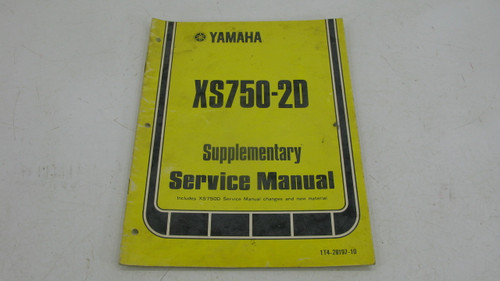 YAMAHA
XS750-2D
Supplementary
Service Manual
Includes XS750D Service Manual changes and new material
1T4-28197-10